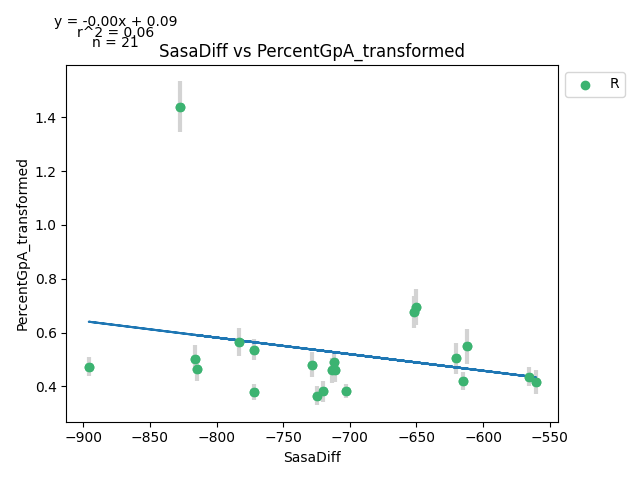 y = -0.00x + 0.09
r^2 = 0.06
n = 21
SasaDiff vs PercentGpA_transformed
R
PercentGpA_transformed
1.4
1.2
1.0
0.8
0.6
0.4
−900 −850 −800 −750 −700 −650 −600 −550
SasaDiff